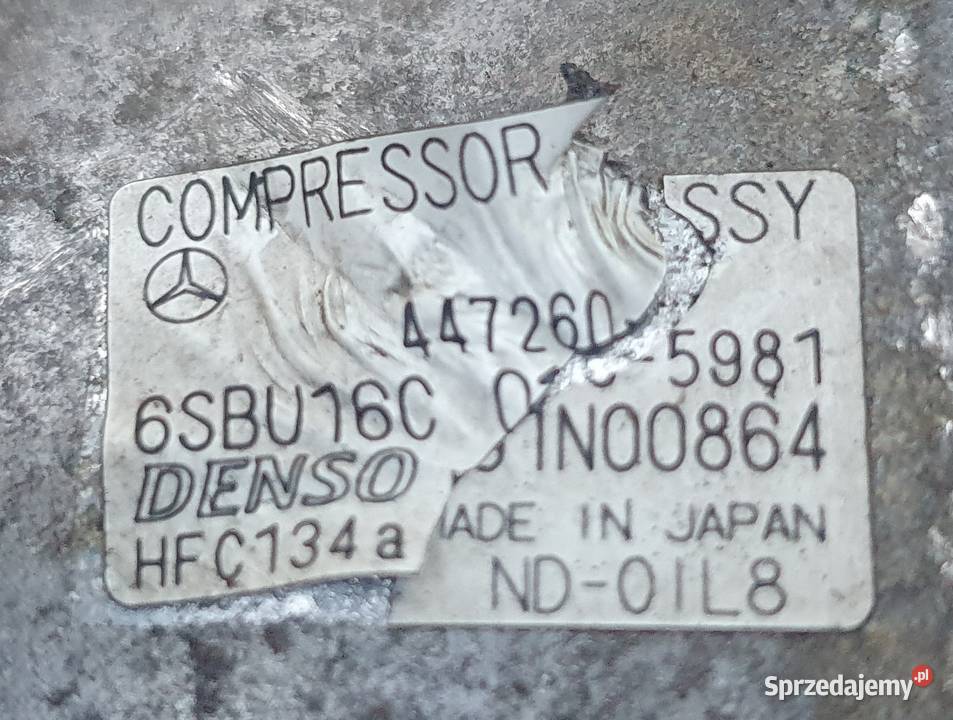 COMPRESSOR SSY
447260-5981
6SBU16C 1N00864
DENSO
HFC134a ADE IN JAPAN
ND-OIL8
Sprzedajemy.pl